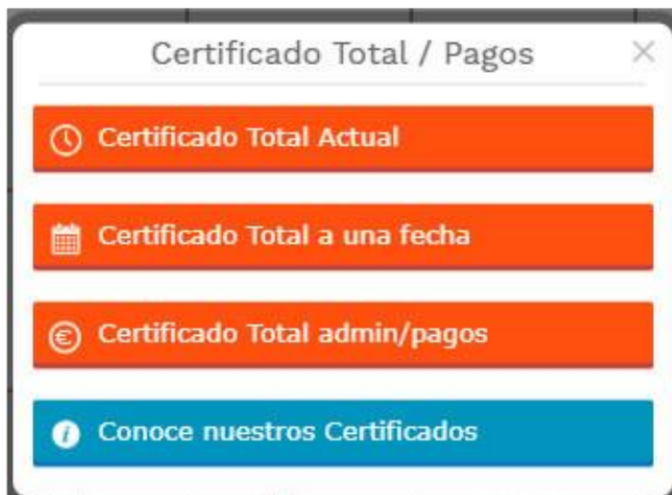 Certificado Total / Pagos
Certificado Total Actual
Certificado Total a una fecha
Certificado Total admin/pagos
Conoce nuestros Certificados